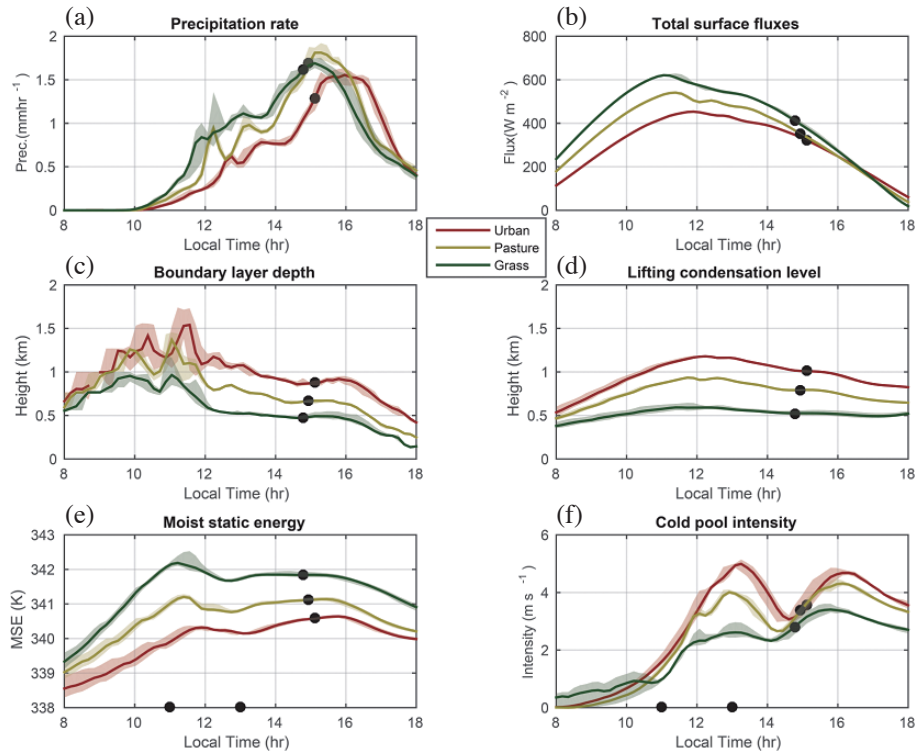 (a) Precipitation rate
Prec.(mmhr⁻¹)
2
1.5
1
0.5
0
8 10 12 14 16 18
Local Time (hr)
(b) Total surface fluxes
Flux(W m⁻²)
800
600
400
200
0
8 10 12 14 16 18
Local Time (hr)
Urban
Pasture
Grass
(c) Boundary layer depth
Height (km)
2
1.5
1
0.5
0
8 10 12 14 16 18
Local Time (hr)
(d) Lifting condensation level
Height (km)
2
1.5
1
0.5
0
8 10 12 14 16 18
Local Time (hr)
(e) Moist static energy
MSE (K)
343
342
341
340
339
338
8 10 12 14 16 18
Local Time (hr)
(f) Cold pool intensity
Intensity (m s⁻¹)
6
4
2
0
8 10 12 14 16 18
Local Time (hr)